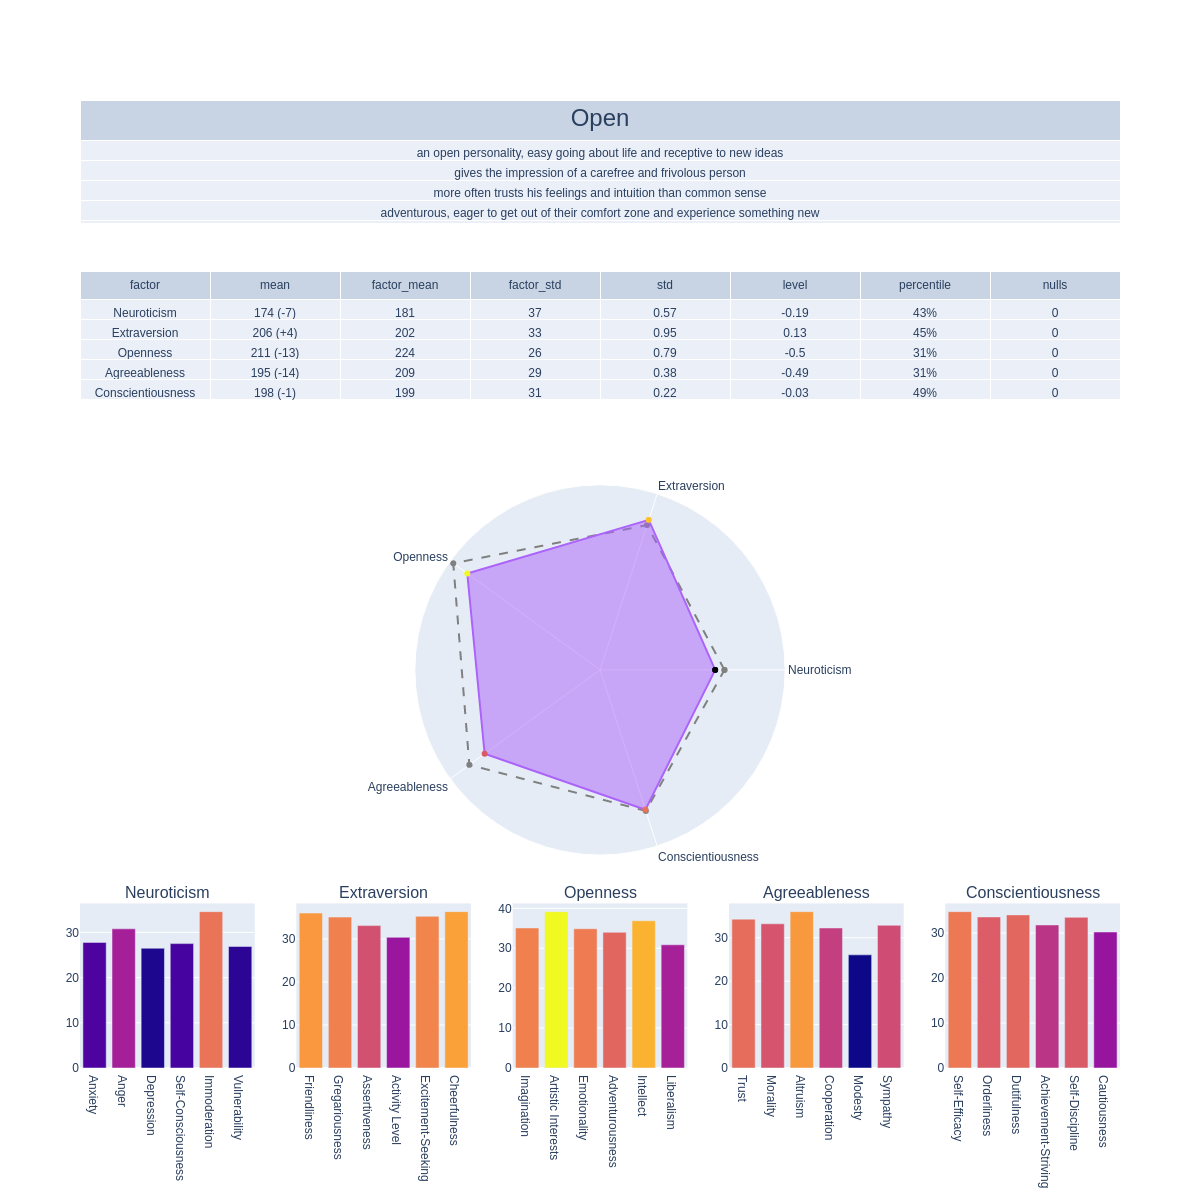 Open
an open personality, easy going about life and receptive to new ideas
gives the impression of a carefree and frivolous person
more often trusts his feelings and intuition than common sense
adventurous, eager to get out of their comfort zone and experience something new
factor mean factor_mean factor_std std level percentile nulls
Neuroticism 174 (-7) 181 37 0.57 -0.19 43% 0
Extraversion 206 (+4) 202 33 0.95 0.13 45% 0
Openness 211 (-13) 224 26 0.79 -0.5 31% 0
Agreeableness 195 (-14) 209 29 0.38 -0.49 31% 0
Conscientiousness 198 (-1) 199 31 0.22 -0.03 49% 0
Extraversion
Openness
Neuroticism
Agreeableness
Conscientiousness
Neuroticism
30
20
10
0
Anxiety
Anger
Depression
Self-Consciousness
Immoderation
Vulnerability
Extraversion
30
20
10
0
Friendliness
Gregariousness
Assertiveness
Activity Level
Excitement-Seeking
Cheerfulness
Openness
40
30
20
10
0
Imagination
Artistic Interests
Emotionality
Adventurousness
Intellect
Liberalism
Agreeableness
30
20
10
0
Trust
Morality
Altruism
Cooperation
Modesty
Sympathy
Conscientiousness
30
20
10
0
Self-Efficacy
Orderliness
Dutifulness
Achievement-Striving
Self-Discipline
Cautiousness